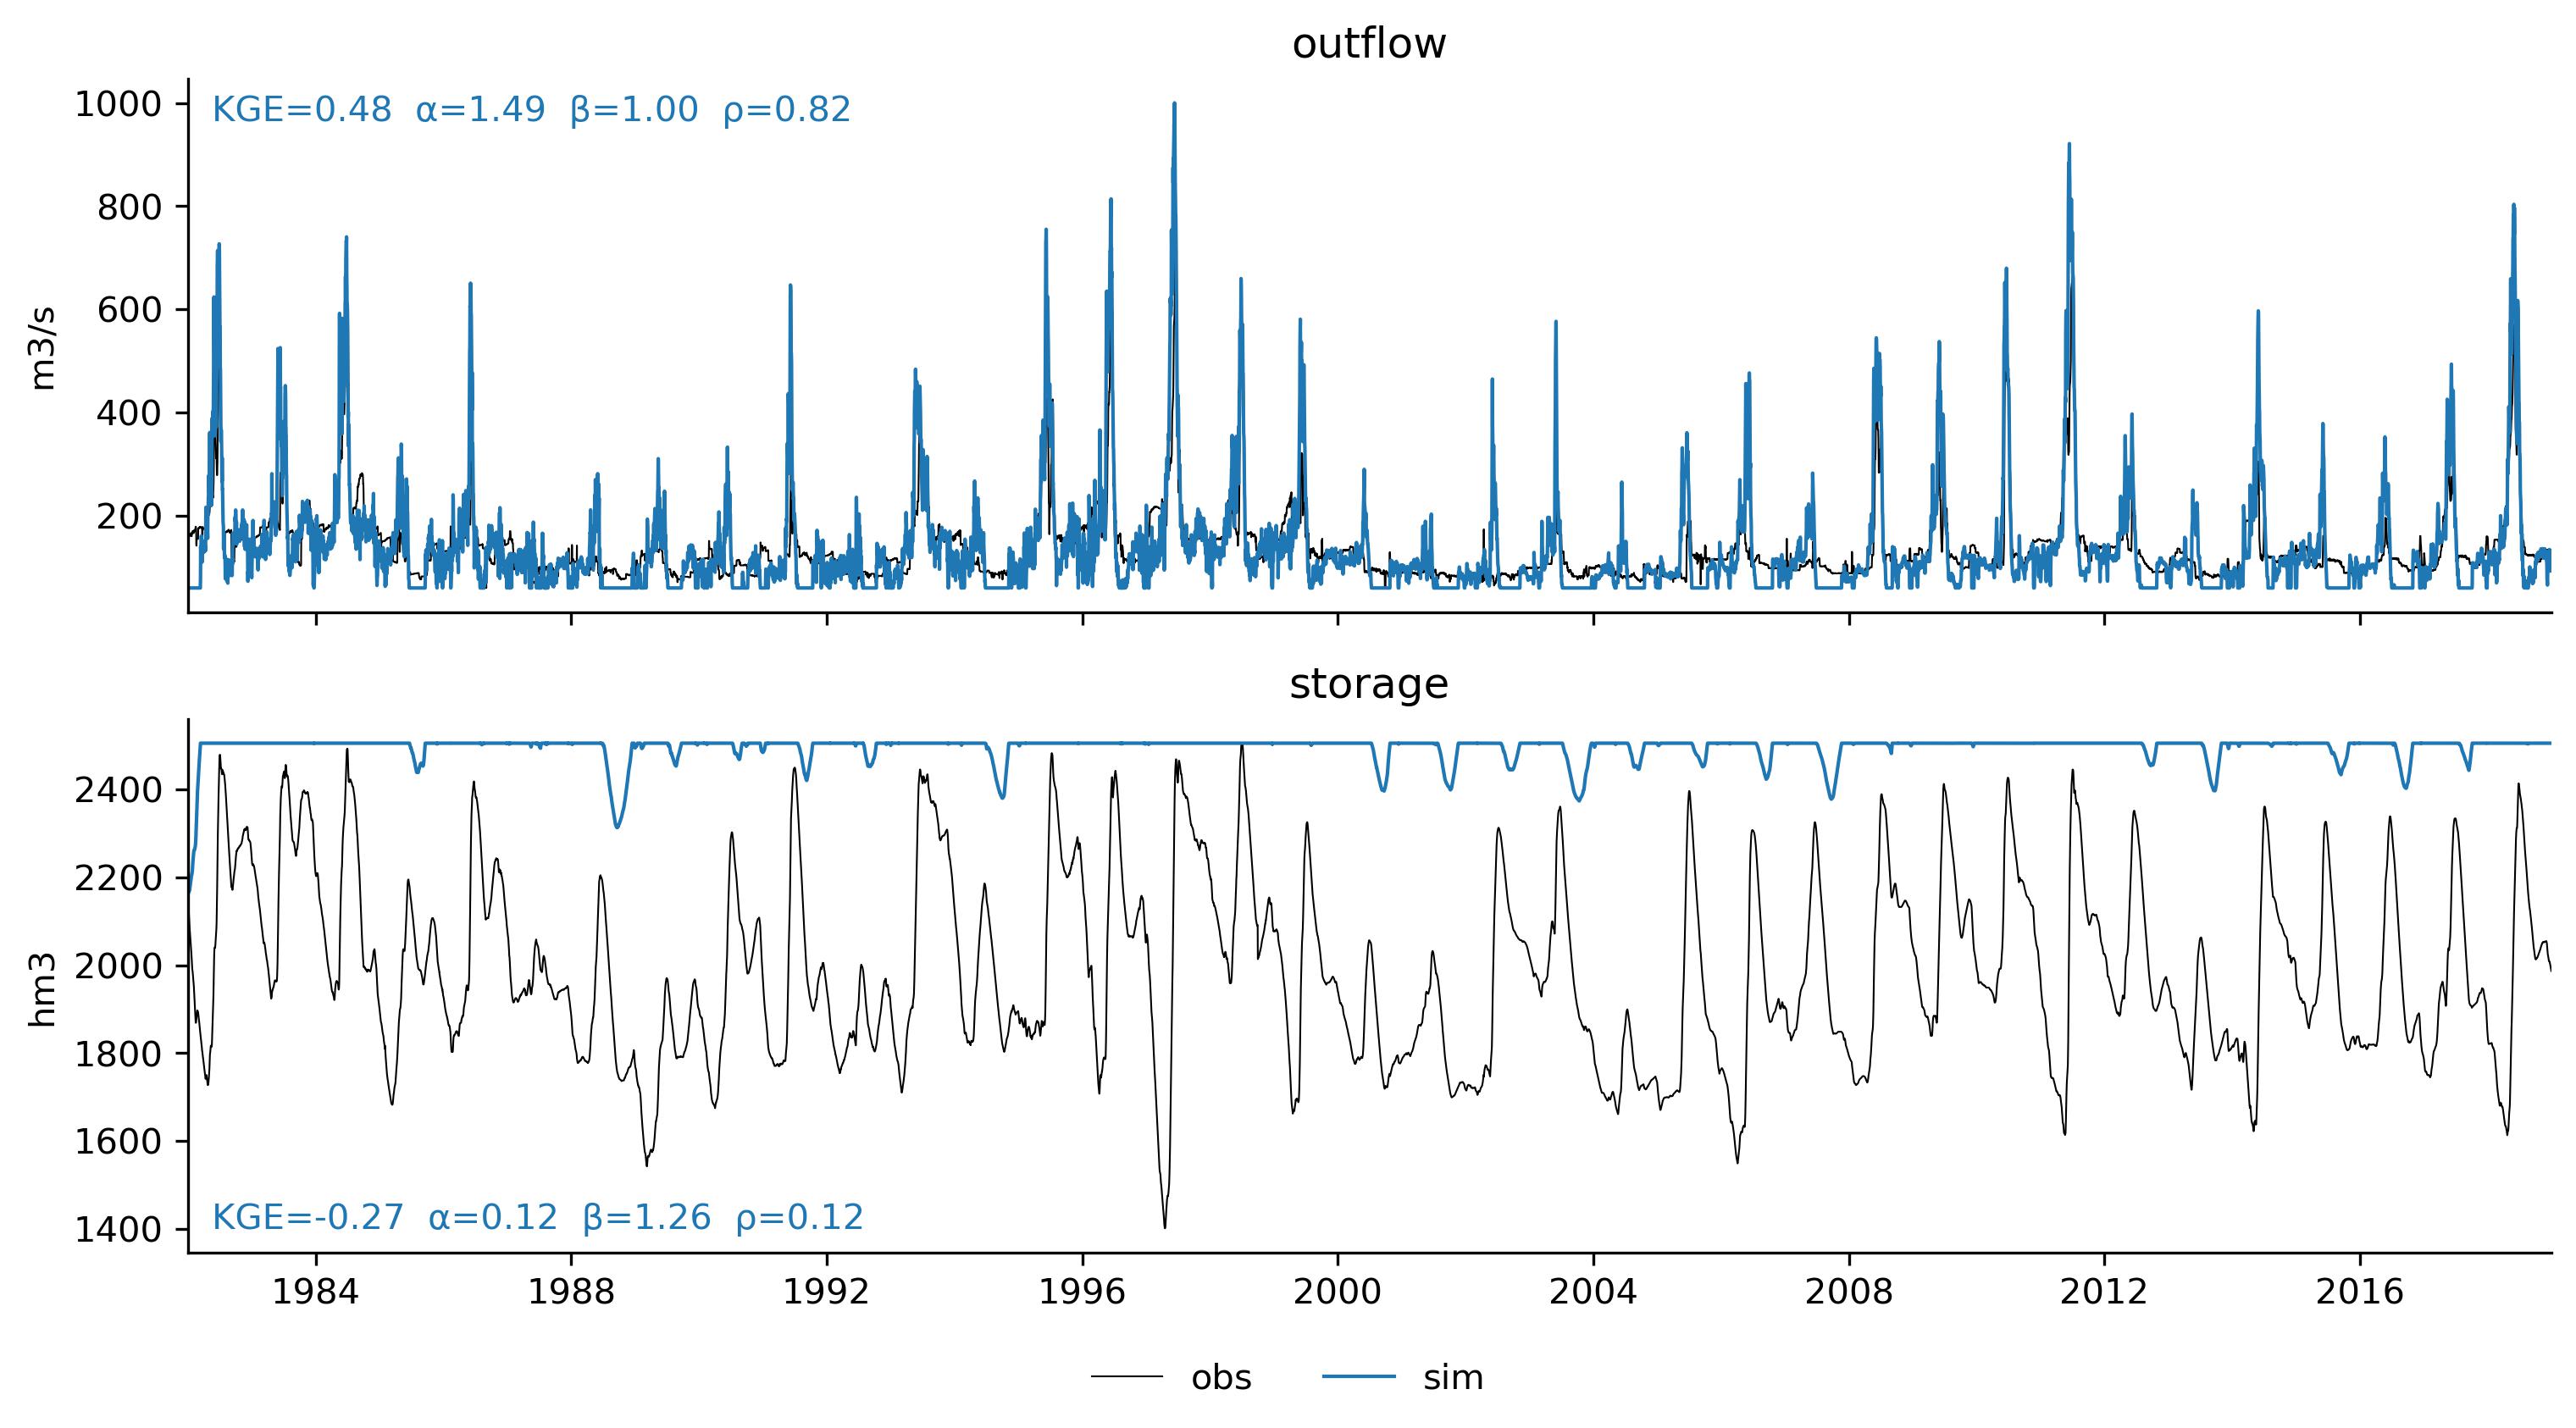 outflow
1000
800
600
400
200
m3/s
KGE=0.48 α=1.49 β=1.00 ρ=0.82
storage
2400
2200
2000
1800
1600
1400
hm3
KGE=-0.27 α=0.12 β=1.26 ρ=0.12
1984 1988 1992 1996 2000 2004 2008 2012 2016
obs sim